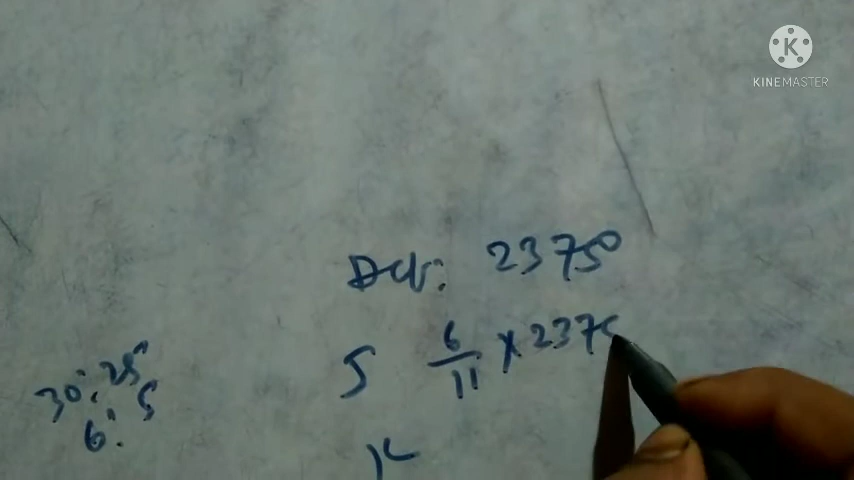 K
KINEMASTER
23750
S 6/11 × 2375
30 : 25
6 : 5
K